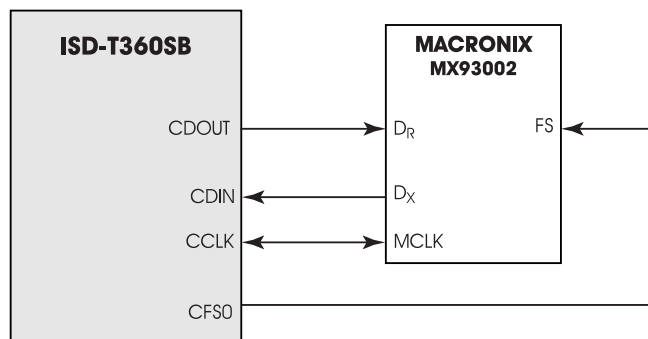 ISD-T360SB
MACRONIX
MX93002
CDOUT
DR
FS
CDIN
DX
CCLK
MCLK
CFS0